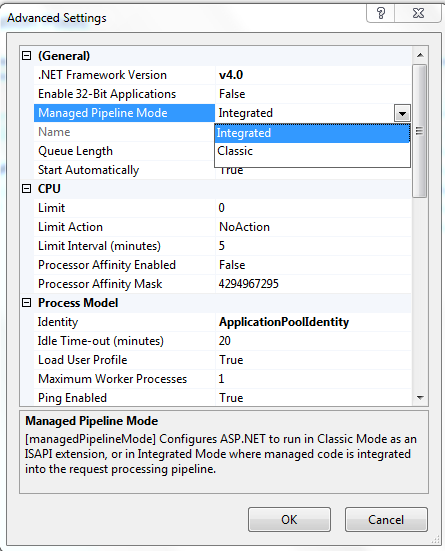 Advanced Settings
(General)
.NET Framework Version v4.0
Enable 32-Bit Applications False
Managed Pipeline Mode Integrated
Name Integrated
Queue Length Classic
Start Automatically True
CPU
Limit 0
Limit Action NoAction
Limit Interval (minutes) 5
Processor Affinity Enabled False
Processor Affinity Mask 4294967295
Process Model
Identity ApplicationPoolIdentity
Idle Time-out (minutes) 20
Load User Profile True
Maximum Worker Processes 1
Ping Enabled True
Managed Pipeline Mode
[managedPipelineMode] Configures ASP.NET to run in Classic Mode as an
ISAPI extension, or in Integrated Mode where managed code is integrated
into the request processing pipeline.
OK Cancel